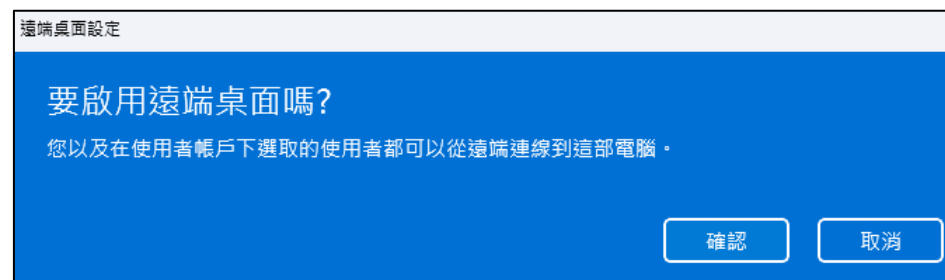 遠端桌面設定
要啟用遠端桌面嗎?
您以及在使用者帳戶下選取的使用者都可以從遠端連線到這部電腦。
確認
取消